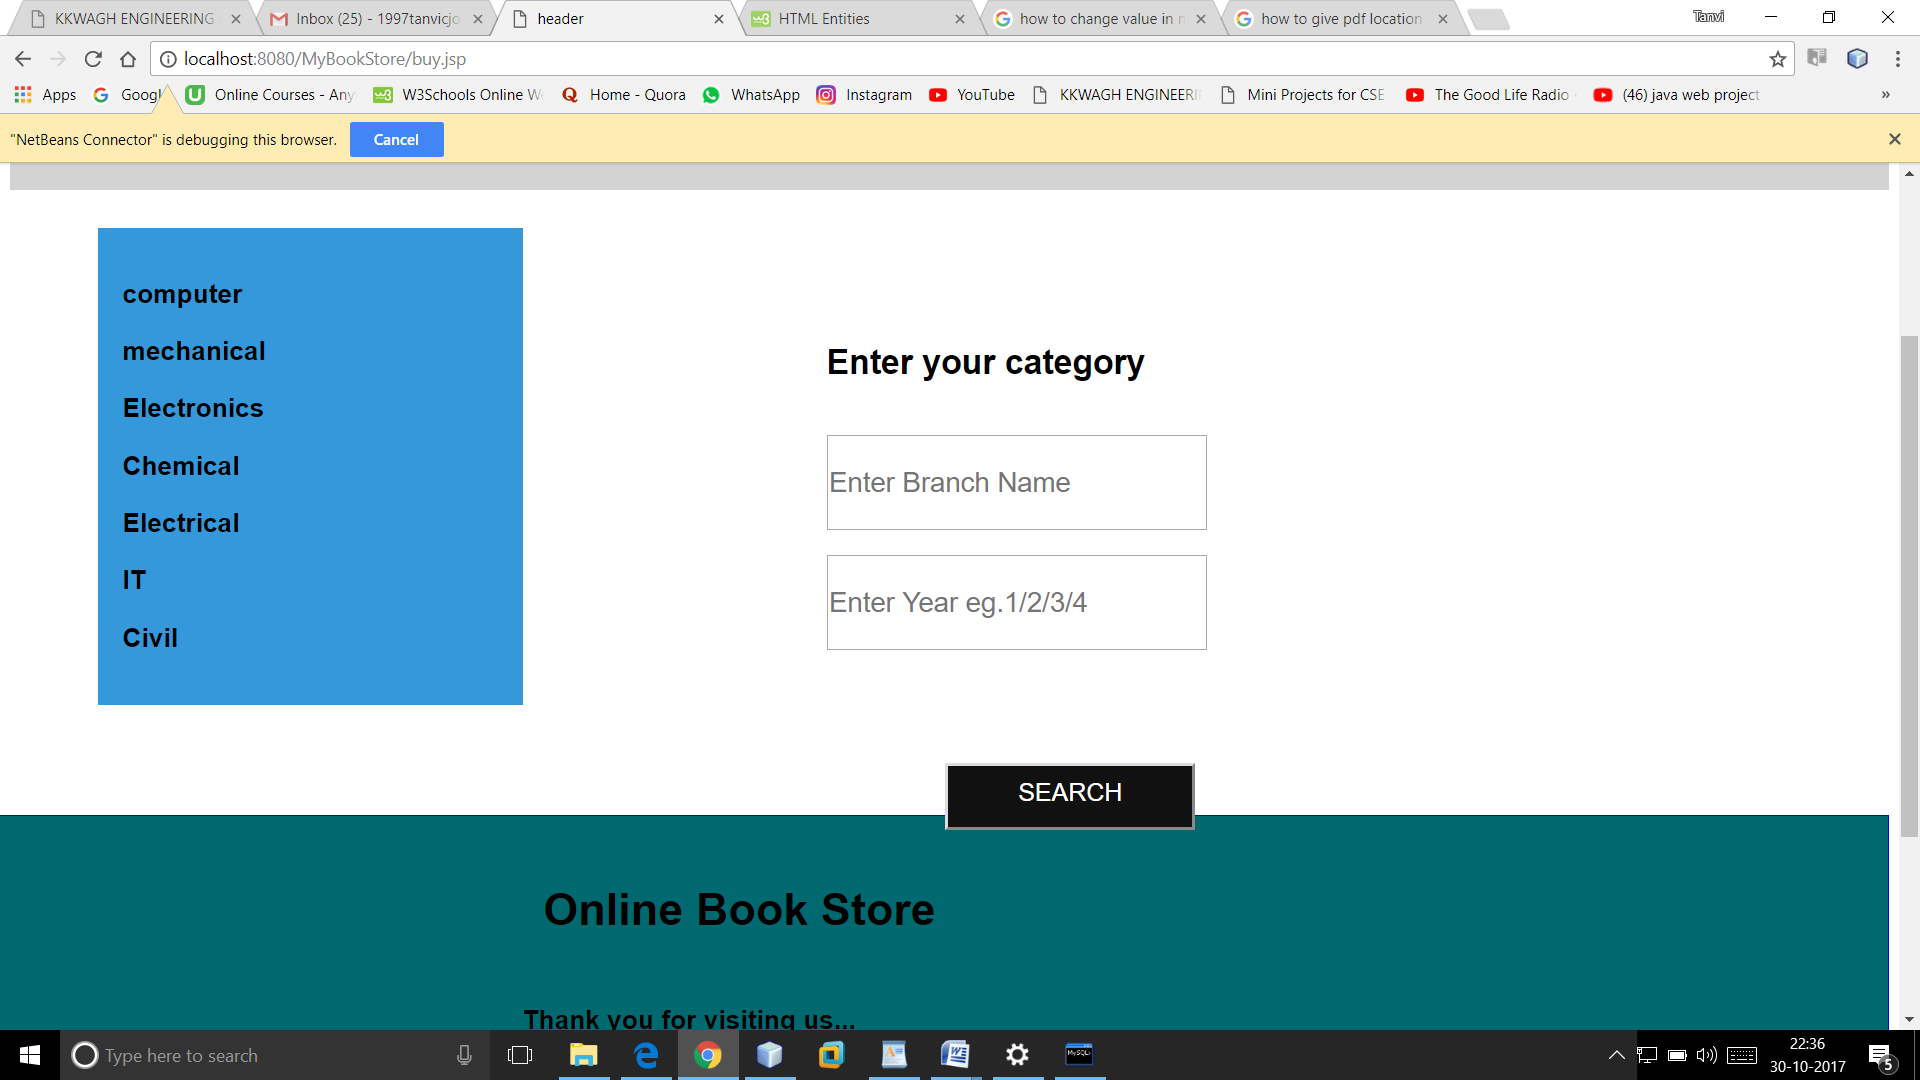 KKWAGH ENGINEERING
Inbox (25) - 1997tanvicjo
header
HTML Entities
how to change value in n
how to give pdf location
Tanvi
localhost:8080/MyBookStore/buy.jsp
Apps
Googl
Online Courses - Any
W3Schools Online We
Home - Quora
WhatsApp
Instagram
YouTube
KKWAGH ENGINEERI
Mini Projects for CSE
The Good Life Radio
(46) java web project
»
"NetBeans Connector" is debugging this browser.
Cancel
computer
mechanical
Electronics
Chemical
Electrical
IT
Civil
Enter your category
Enter Branch Name
Enter Year eg.1/2/3/4
SEARCH
Online Book Store
Thank you for visiting us...
Type here to search
22:36
30-10-2017
5